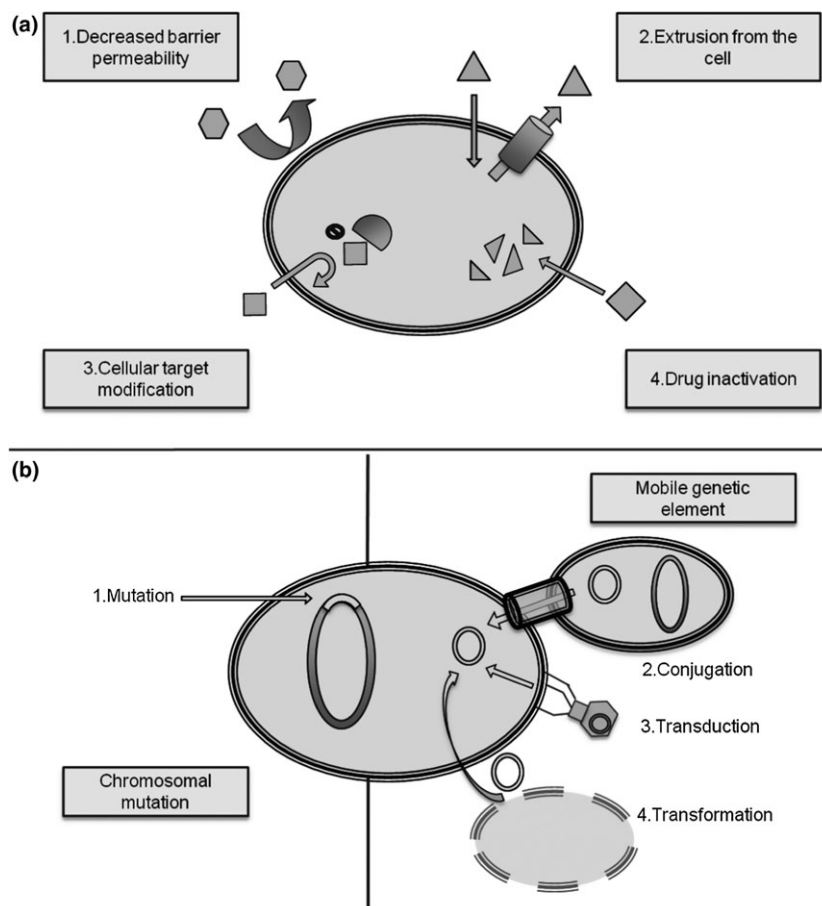 (a)
1.Decreased barrier
permeability
2.Extrusion from the
cell
3.Cellular target
modification
4.Drug inactivation
(b)
Mobile genetic
element
1.Mutation
2.Conjugation
3.Transduction
Chromosomal
mutation
4.Transformation